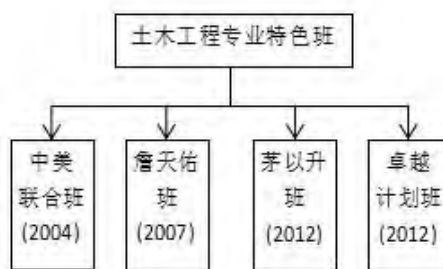 土木工程专业特色班
中美
联合班
(2004)
詹天佑
班
(2007)
茅以升
班
(2012)
卓越
计划班
(2012)